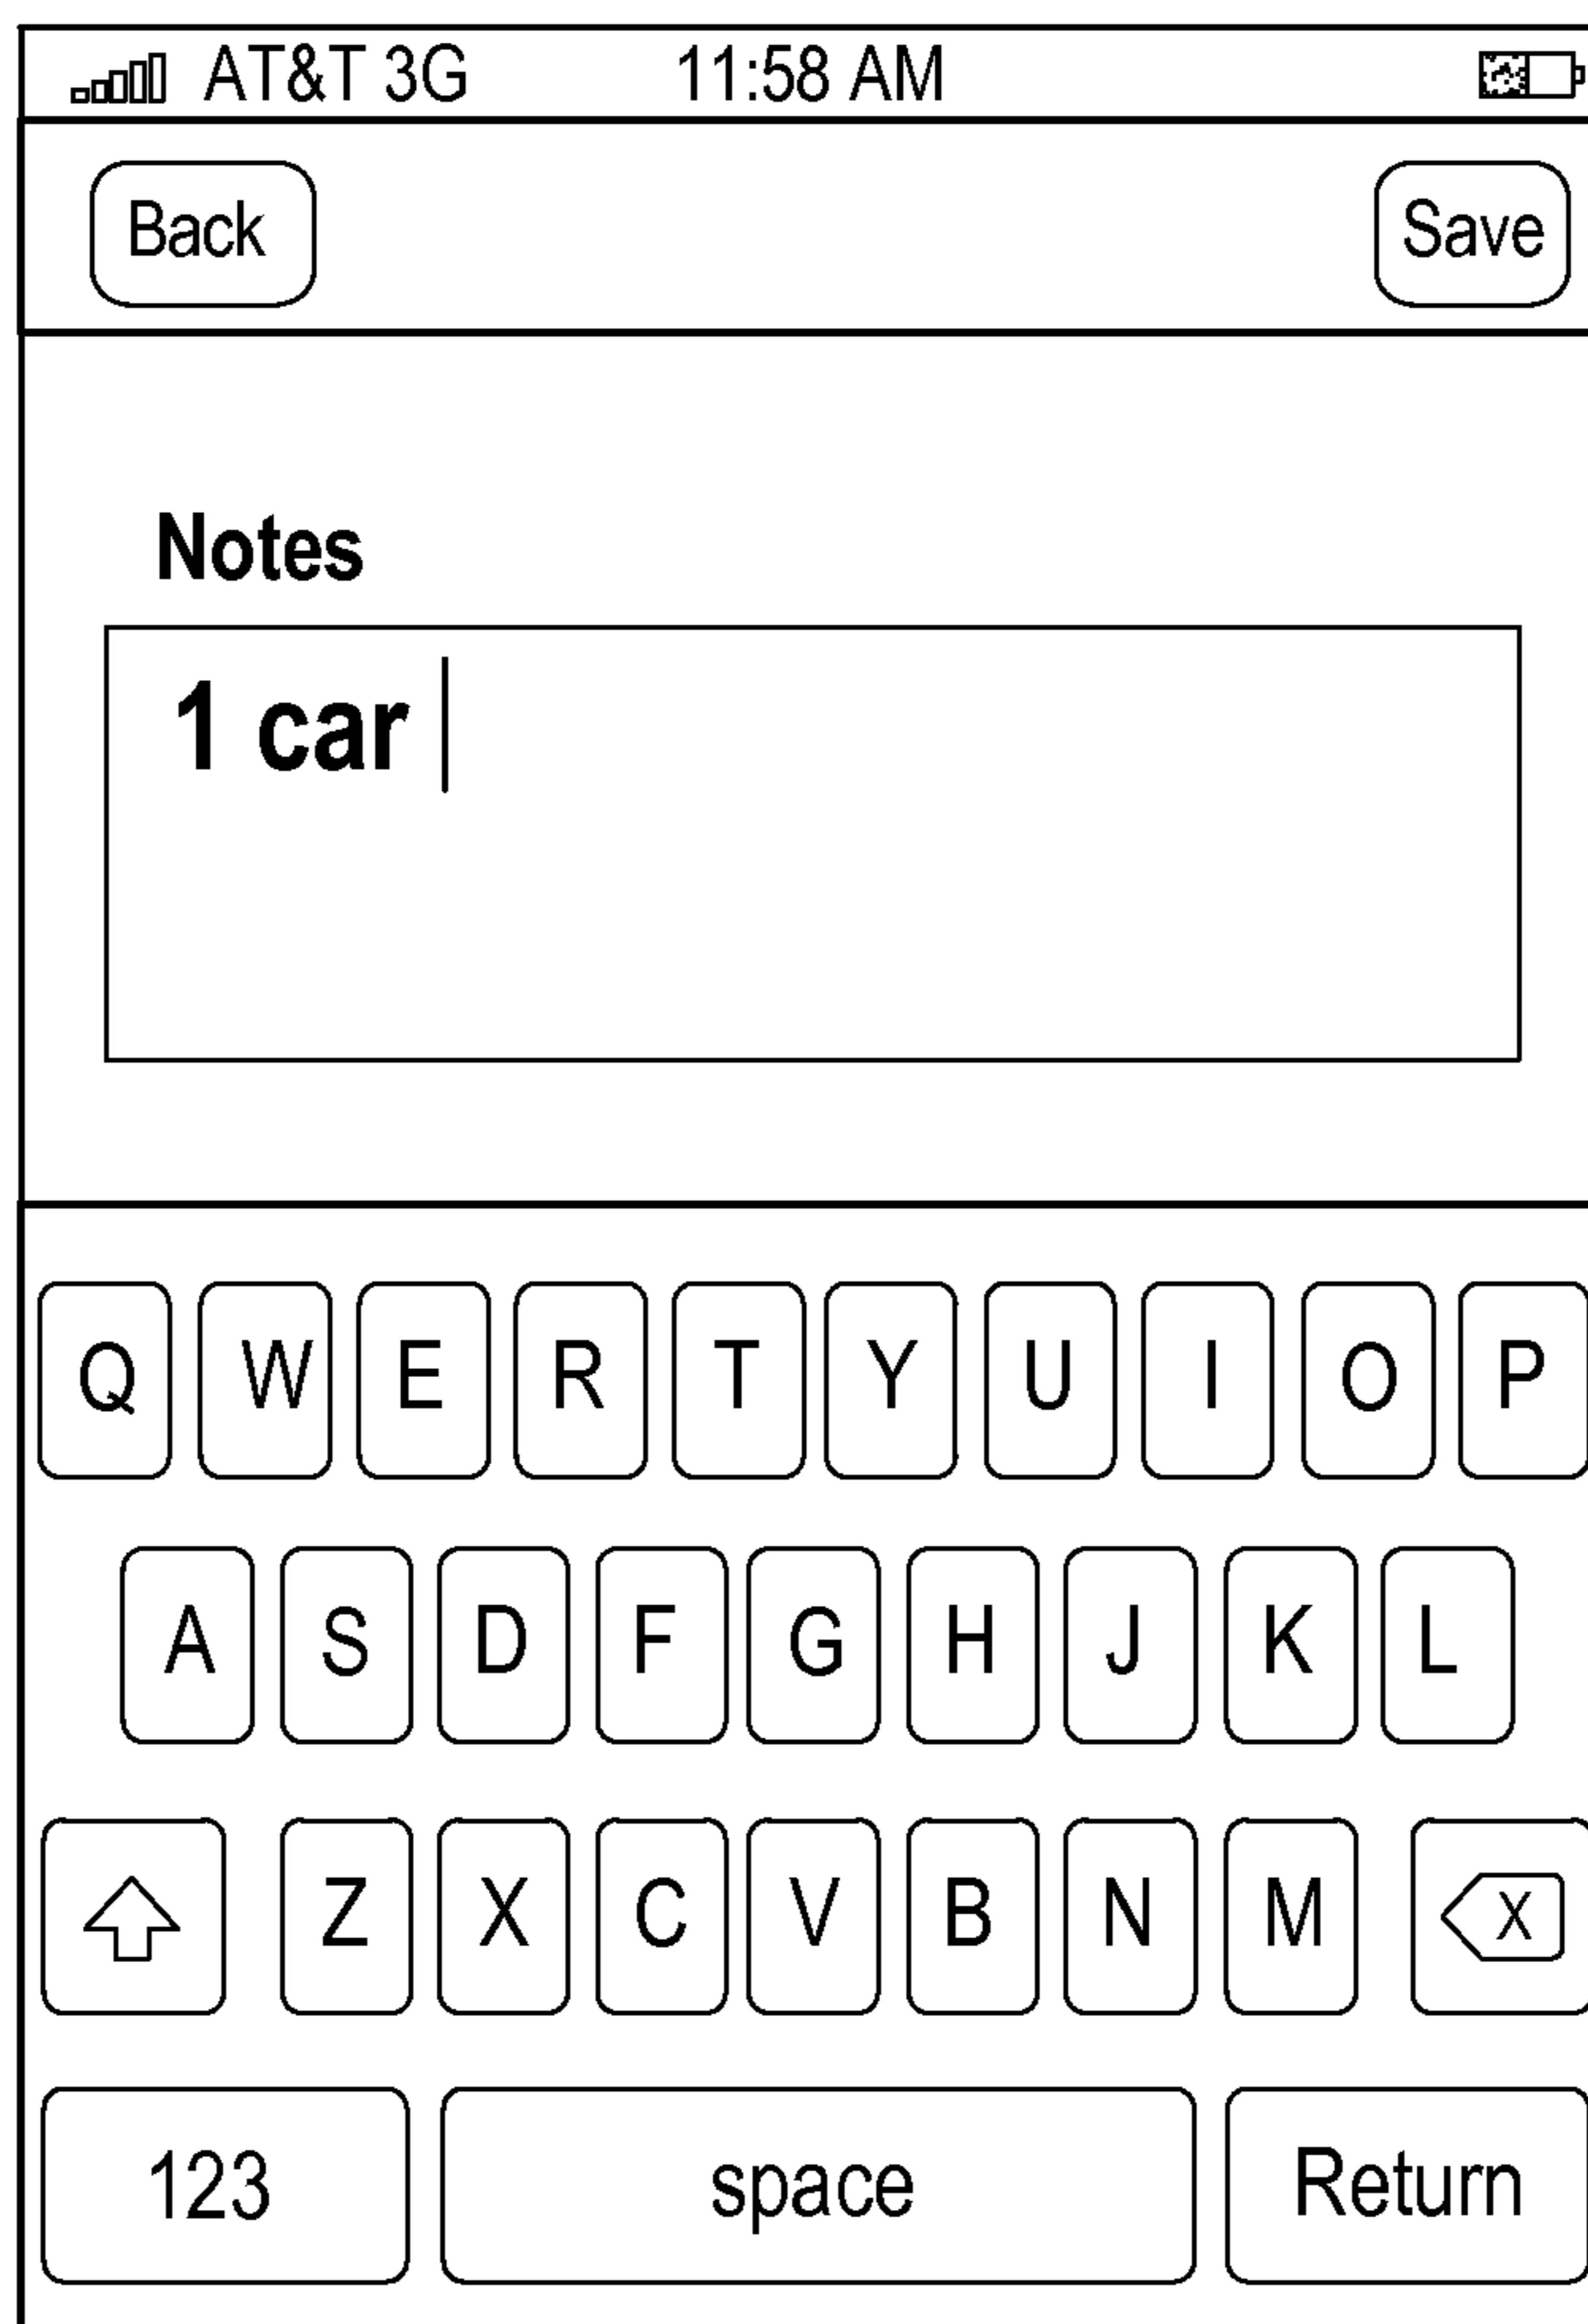 AT&T 3G 11:58 AM
Back Save
Notes
1 car
Q W E R T Y U I O P
A S D F G H J K L
Z X C V B N M X
123 space Return